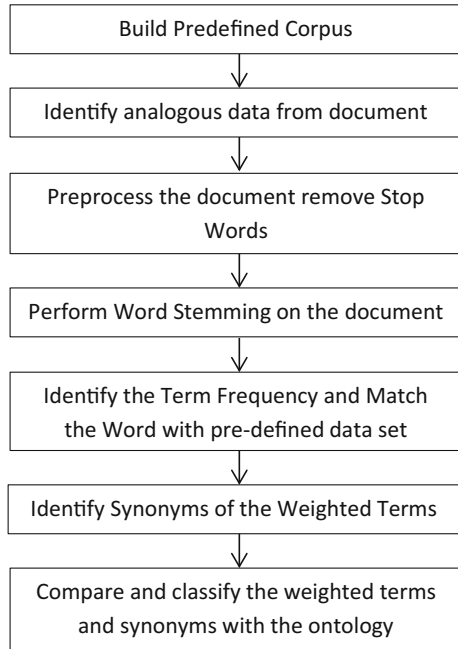 Build Predefined Corpus
Identify analogous data from document
Preprocess the document remove Stop
Words
Perform Word Stemming on the document
Identify the Term Frequency and Match
the Word with pre-defined data set
Identify Synonyms of the Weighted Terms
Compare and classify the weighted terms
and synonyms with the ontology